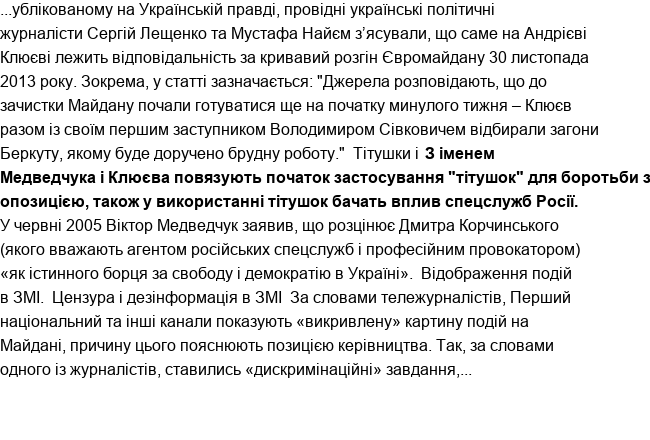 ...ублікованому на Українській правді, провідні українські політичні
журналісти Сергій Лещенко та Мустафа Найєм з’ясували, що саме на Андрієві
Клюєві лежить відповідальність за кривавий розгін Євромайдану 30 листопада
2013 року. Зокрема, у статті зазначається: "Джерела розповідають, що до
зачистки Майдану почали готуватися ще на початку минулого тижня – Клюєв
разом із своїм першим заступником Володимиром Сівковичем відбирали загони
Беркуту, якому буде доручено брудну роботу."  Тітушки і  З іменем
Медведчука і Клюєва повязують початок застосування "тітушок" для боротьби з
опозицією, також у використанні тітушок бачать вплив спецслужб Росії.
У червні 2005 Віктор Медведчук заявив, що розцінює Дмитра Корчинського
(якого вважають агентом російських спецслужб і професійним провокатором)
«як істинного борця за свободу і демократію в Україні».  Відображення подій
в ЗМІ.  Цензура і дезінформація в ЗМІ  За словами тележурналістів, Перший
національний та інші канали показують «викривлену» картину подій на
Майдані, причину цього пояснюють позицією керівництва. Так, за словами
одного із журналістів, ставились «дискримінаційні» завдання,...